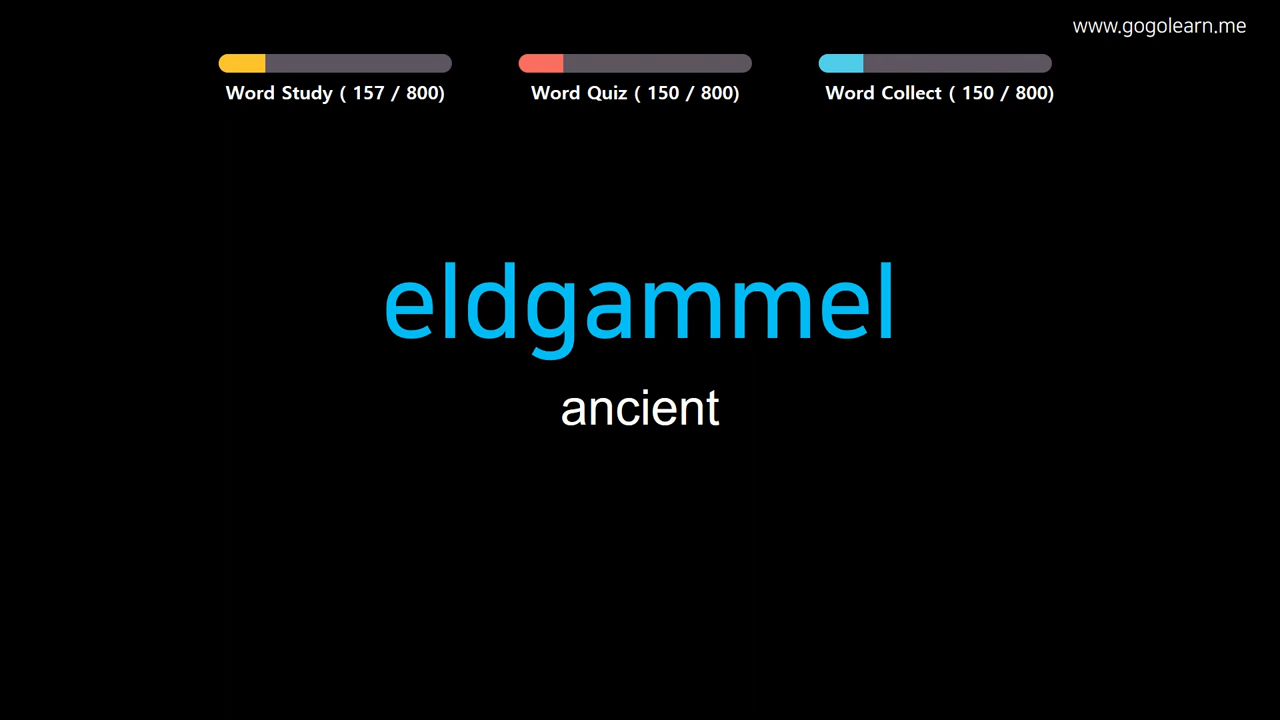 www.gogolearn.me
Word Study ( 157 / 800)
Word Quiz ( 150 / 800)
Word Collect ( 150 / 800)
eldgammel
ancient